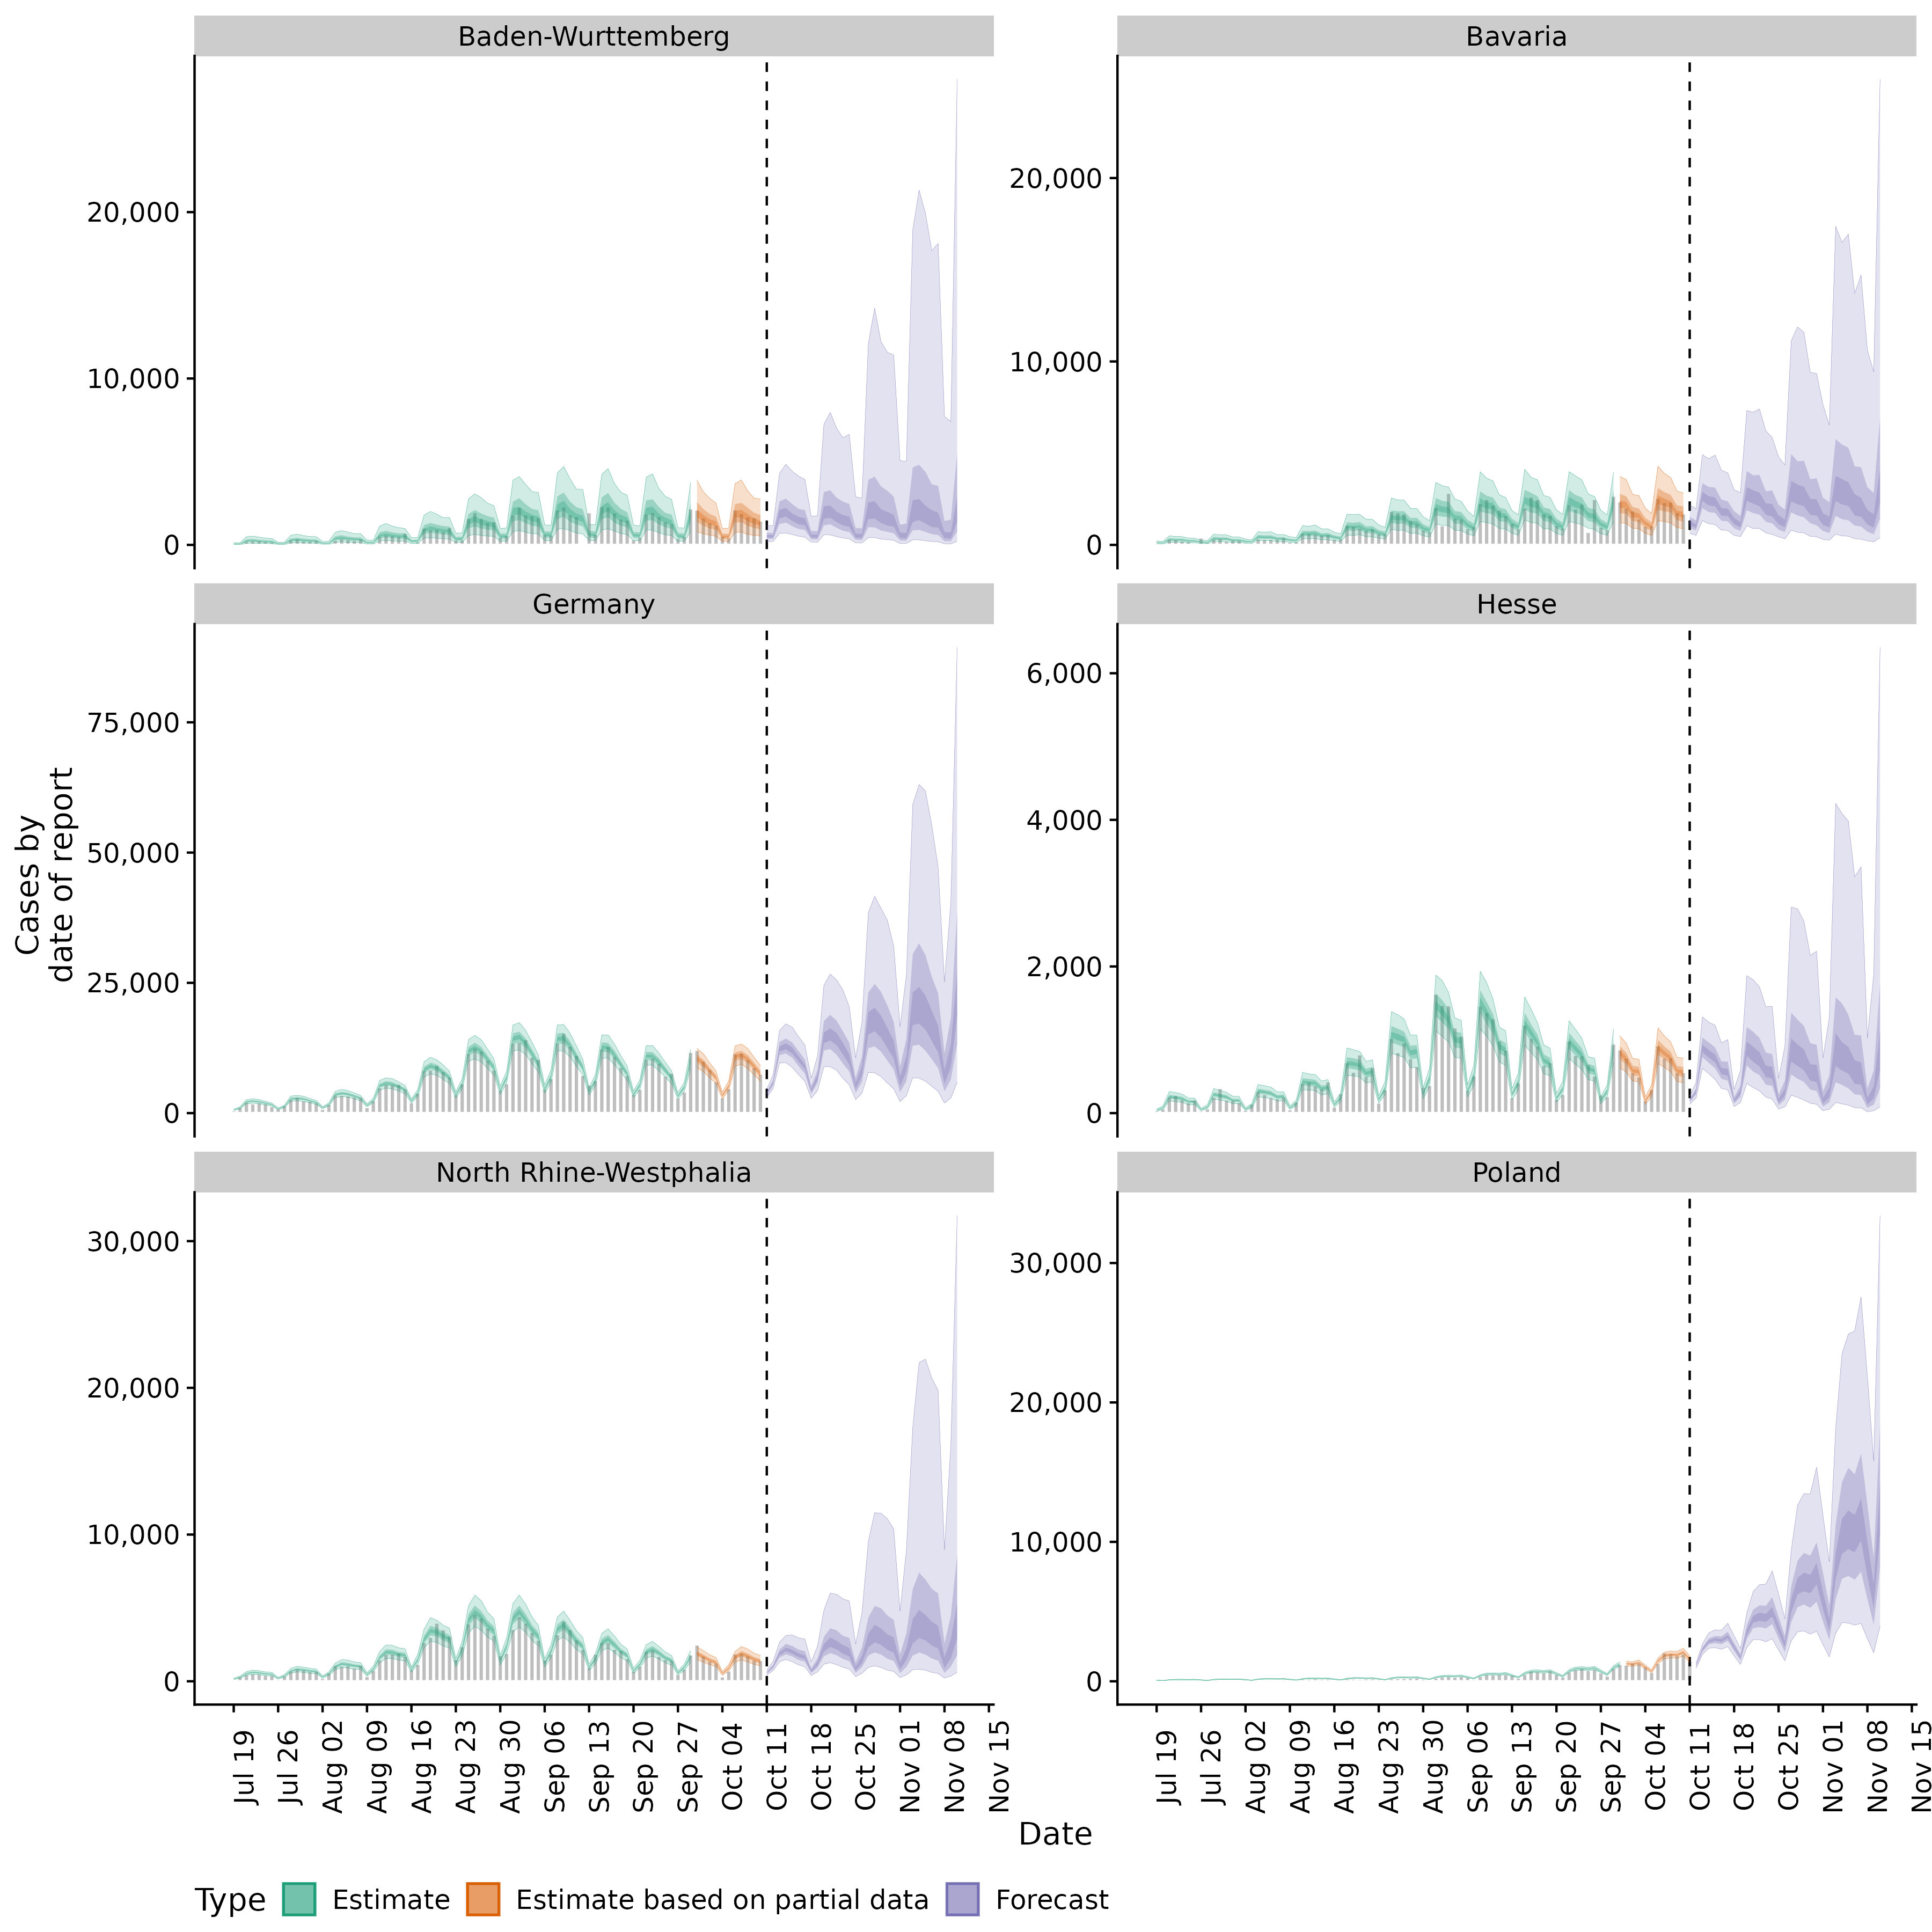 Baden-Wurttemberg
Bavaria
20,000
10,000
0
20,000
10,000
0
Germany
Hesse
75,000
50,000
25,000
0
6,000
4,000
2,000
0
Cases by
date of report
North Rhine-Westphalia
Poland
30,000
20,000
10,000
0
30,000
20,000
10,000
0
Jul 19
Jul 26
Aug 02
Aug 09
Aug 16
Aug 23
Aug 30
Sep 06
Sep 13
Sep 20
Sep 27
Oct 04
Oct 11
Oct 18
Oct 25
Nov 01
Nov 08
Nov 15
Jul 19
Jul 26
Aug 02
Aug 09
Aug 16
Aug 23
Aug 30
Sep 06
Sep 13
Sep 20
Sep 27
Oct 04
Oct 11
Oct 18
Oct 25
Nov 01
Nov 08
Nov 15
Date
Type Estimate Estimate based on partial data Forecast